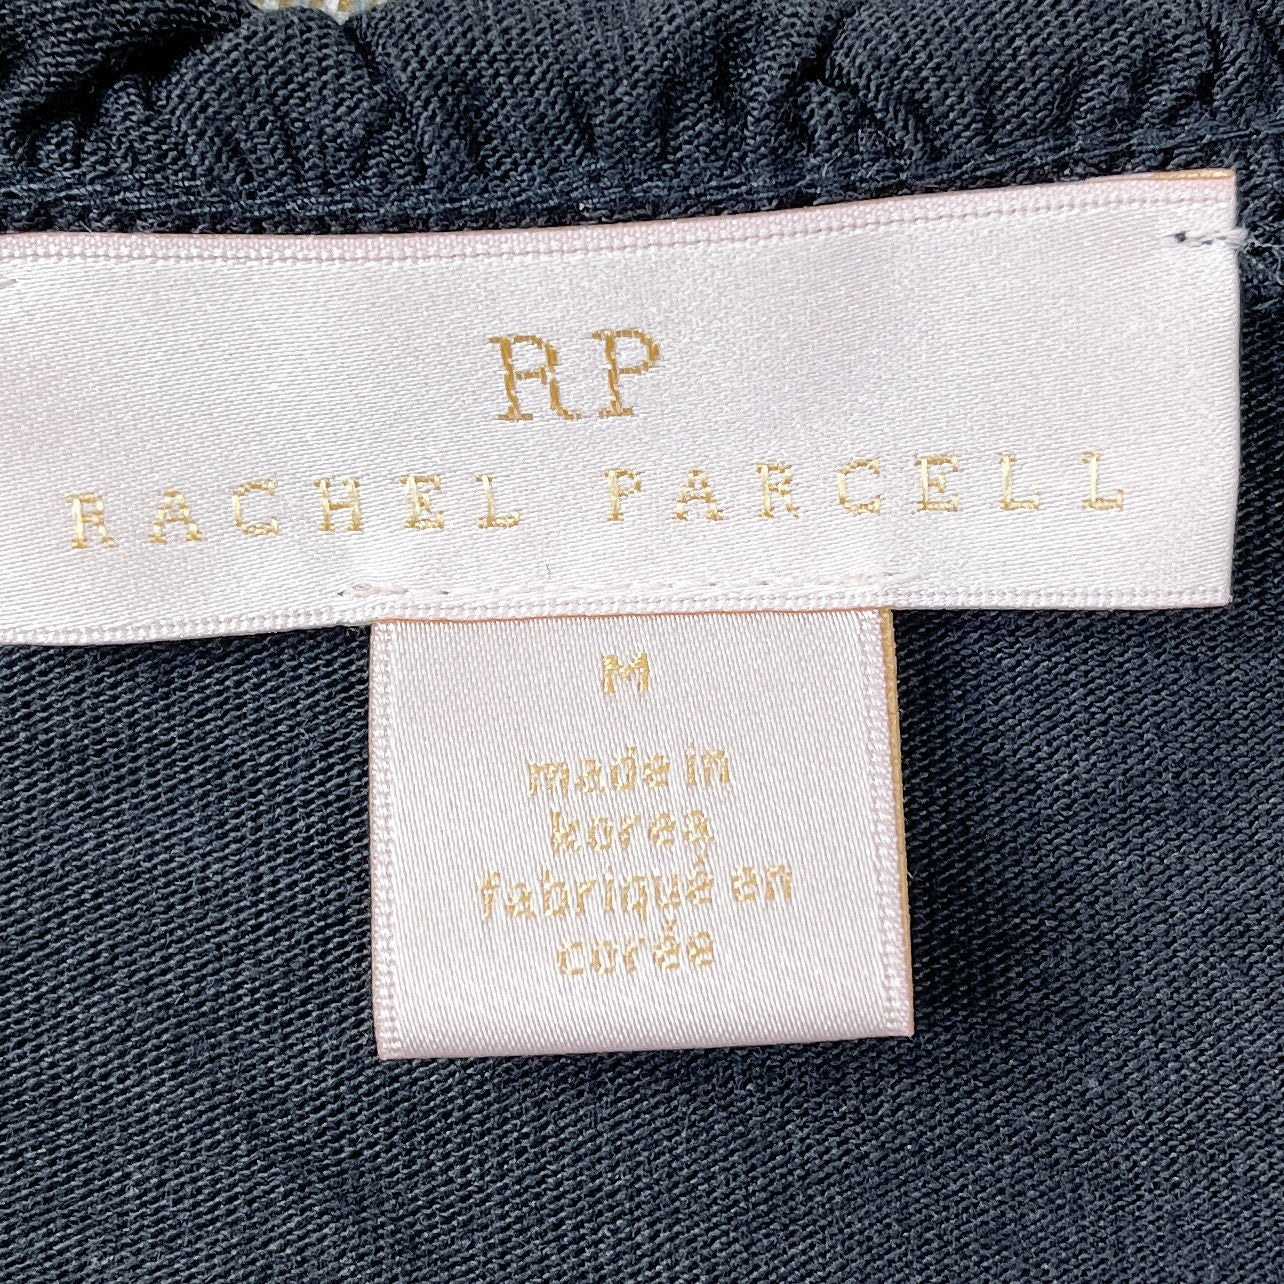 RP
RACHEL PARCELL
M
made in
korea
fabriqué en
corée